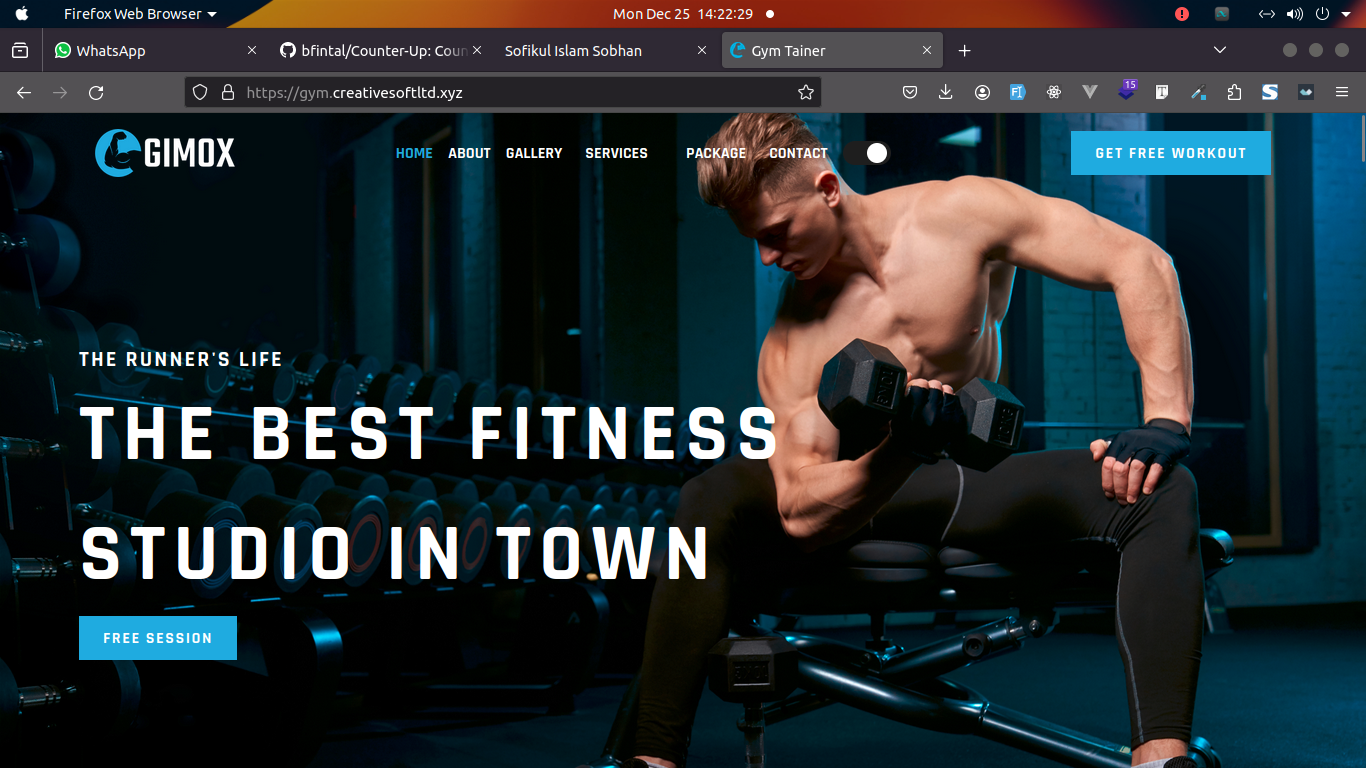 Firefox Web Browser
Mon Dec 25 14:22:29
WhatsApp
bfintal/Counter-Up: Coun
Sofikul Islam Sobhan
Gym Tainer
https://gym.creativesoftltd.xyz
15
GIMOX
HOME ABOUT GALLERY SERVICES PACKAGE CONTACT
GET FREE WORKOUT
THE RUNNER'S LIFE
THE BEST FITNESS
STUDIO IN TOWN
FREE SESSION